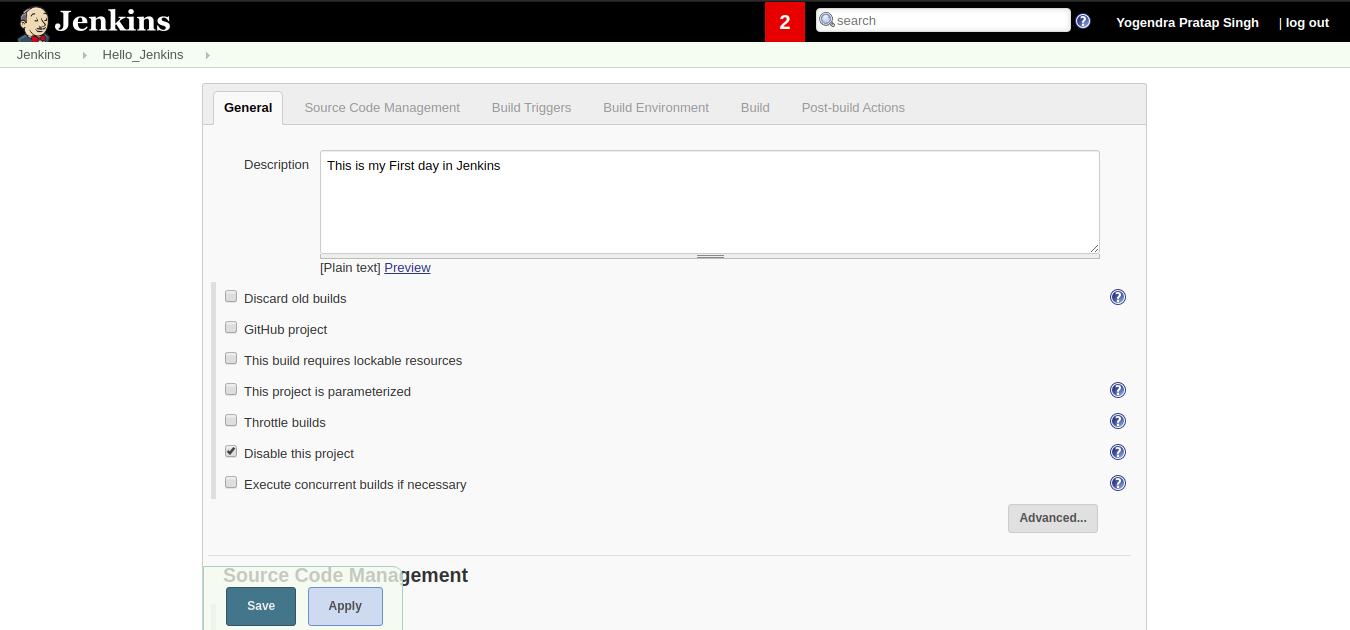 Jenkins 2 search ? Yogendra Pratap Singh | log out
Jenkins Hello_Jenkins
General Source Code Management Build Triggers Build Environment Build Post-build Actions
Description This is my First day in Jenkins
[Plain text] Preview
Discard old builds ?
GitHub project
This build requires lockable resources
This project is parameterized ?
Throttle builds ?
Disable this project ?
Execute concurrent builds if necessary ?
Advanced...
Source Code Management
Save Apply